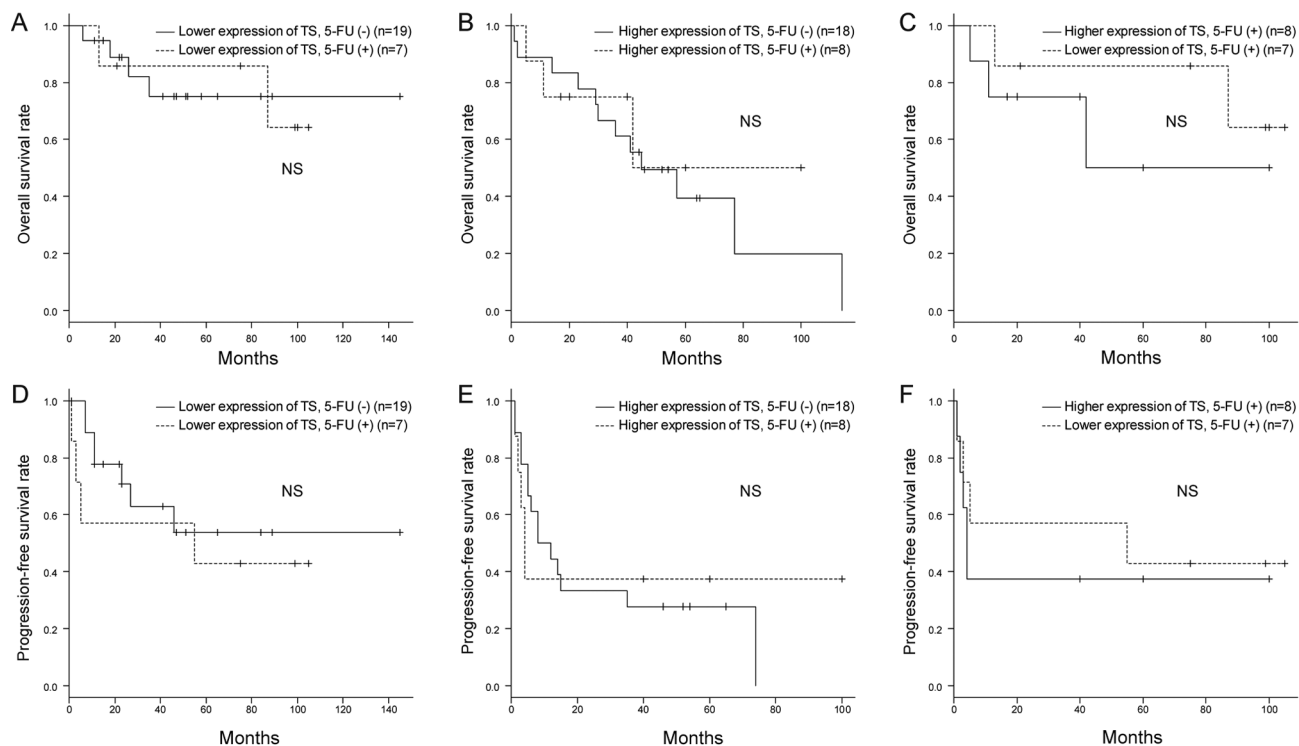 A
Lower expression of TS, 5-FU (-) (n=19)
Lower expression of TS, 5-FU (+) (n=7)
Overall survival rate
1.0
0.8
0.6
0.4
0.2
0.0
NS
0 20 40 60 80 100 120 140
Months
B
Higher expression of TS, 5-FU (-) (n=18)
Higher expression of TS, 5-FU (+) (n=8)
Overall survival rate
1.0
0.8
0.6
0.4
0.2
0.0
NS
0 20 40 60 80 100
Months
C
Higher expression of TS, 5-FU (+) (n=8)
Lower expression of TS, 5-FU (+) (n=7)
Overall survival rate
1.0
0.8
0.6
0.4
0.2
0.0
NS
0 20 40 60 80 100
Months
D
Lower expression of TS, 5-FU (-) (n=19)
Lower expression of TS, 5-FU (+) (n=7)
Progression-free survival rate
1.0
0.8
0.6
0.4
0.2
0.0
NS
0 20 40 60 80 100 120 140
Months
E
Higher expression of TS, 5-FU (-) (n=18)
Higher expression of TS, 5-FU (+) (n=8)
Progression-free survival rate
1.0
0.8
0.6
0.4
0.2
0.0
NS
0 20 40 60 80 100
Months
F
Higher expression of TS, 5-FU (+) (n=8)
Lower expression of TS, 5-FU (+) (n=7)
Progression-free survival rate
1.0
0.8
0.6
0.4
0.2
0.0
NS
0 20 40 60 80 100
Months